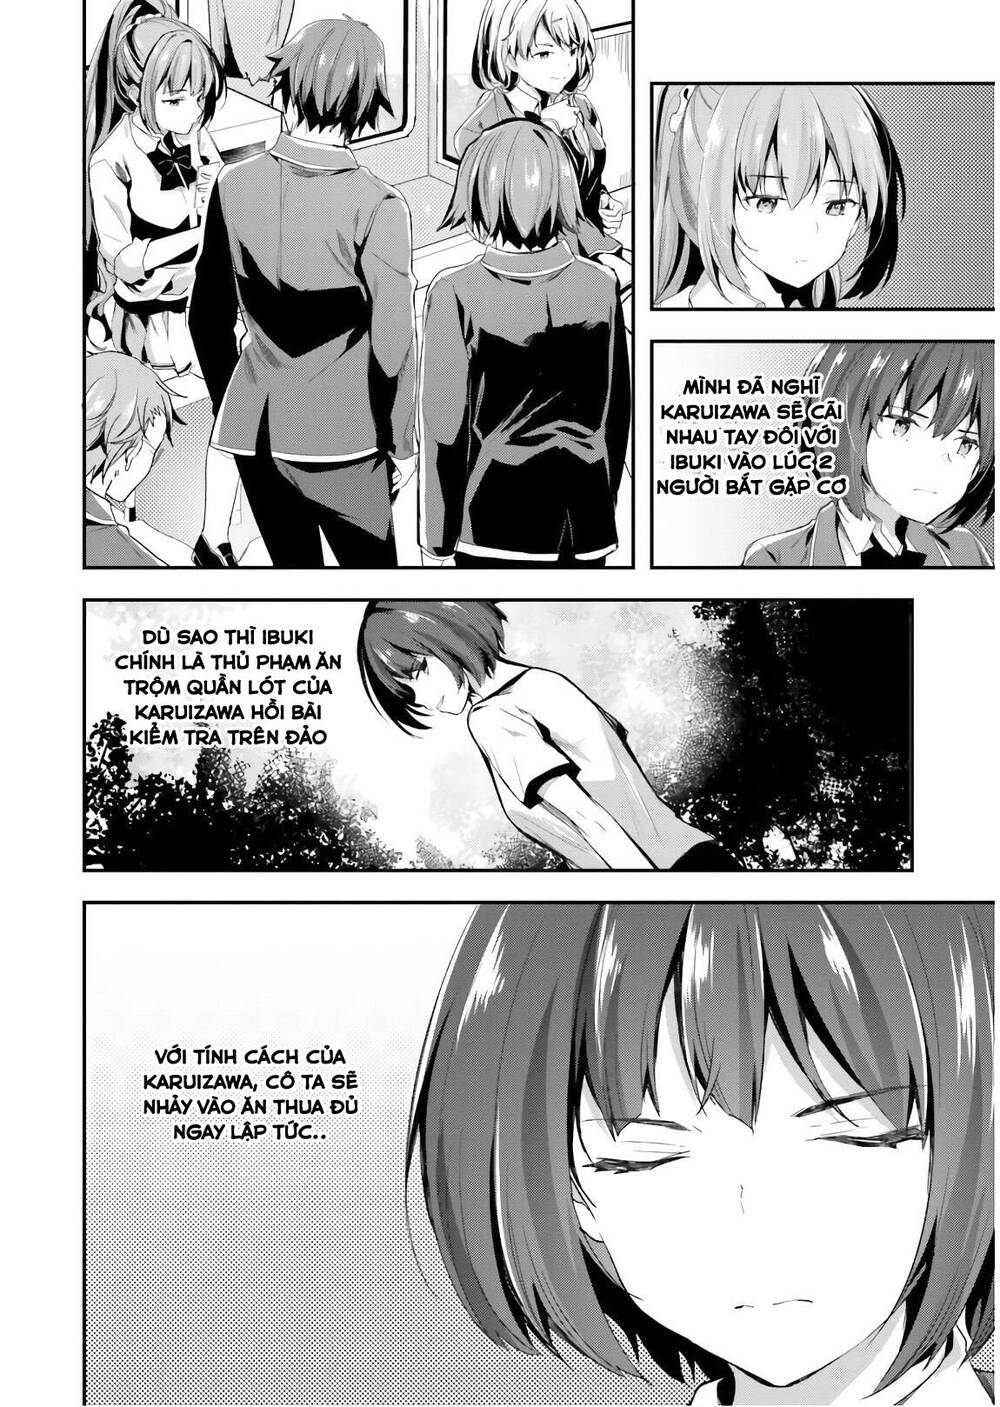 MÌNH ĐÃ NGHĨ
KARUIZAWA SẼ CÃI
NHAU TAY ĐÔI VỚI
IBUKI VÀO LÚC 2
NGƯỜI BẮT GẶP CƠ
DÙ SAO THÌ IBUKI
CHÍNH LÀ THỦ PHẠM ĂN
TRỘM QUẦN LÓT CỦA
KARUIZAWA HỒI BÀI
KIỂM TRA TRÊN ĐẢO
VỚI TÍNH CÁCH CỦA
KARUIZAWA, CÔ TA SẼ
NHẢY VÀO ĂN THUA ĐỦ
NGAY LẬP TỨC..